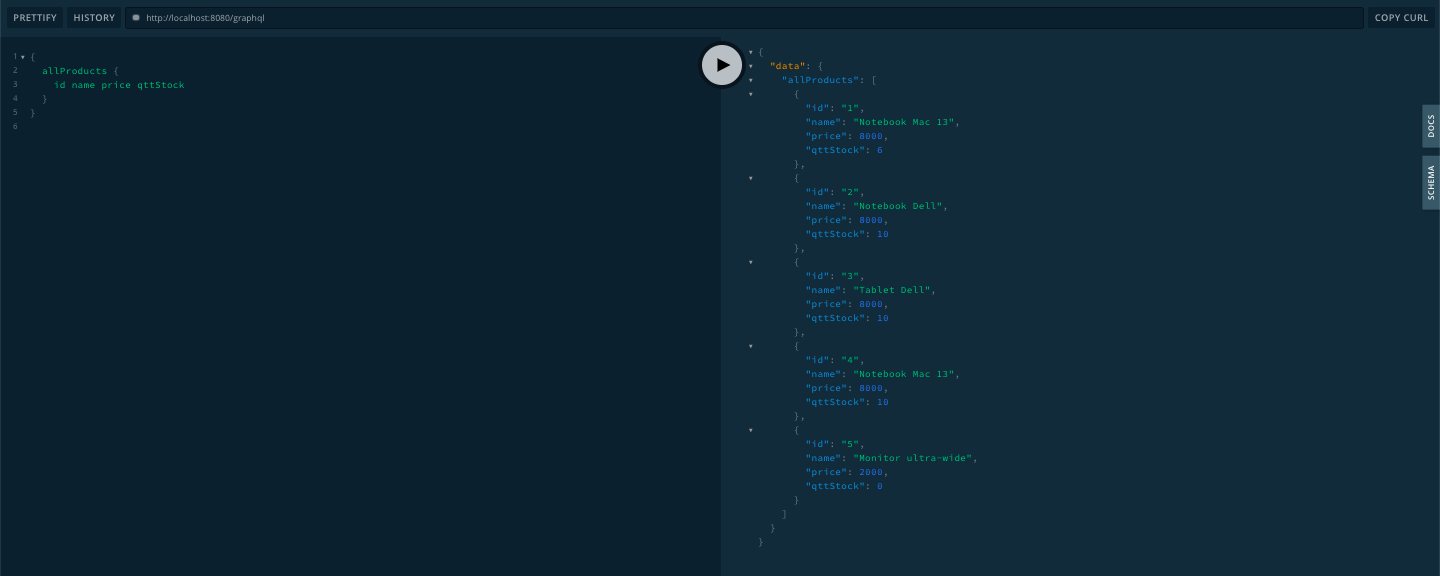 PRETTIFY HISTORY http://localhost:8080/graphql COPY CURL
1 {
2 allProducts {
3 id name price qttStock
4 }
5 }
6
{
"data": {
"allProducts": [
{
"id": "1",
"name": "Notebook Mac 13",
"price": 8000,
"qttStock": 6
},
{
"id": "2",
"name": "Notebook Dell",
"price": 8000,
"qttStock": 10
},
{
"id": "3",
"name": "Tablet Dell",
"price": 8000,
"qttStock": 10
},
{
"id": "4",
"name": "Notebook Mac 13",
"price": 8000,
"qttStock": 10
},
{
"id": "5",
"name": "Monitor ultra-wide",
"price": 2000,
"qttStock": 0
}
]
}
}
DOCS
SCHEMA